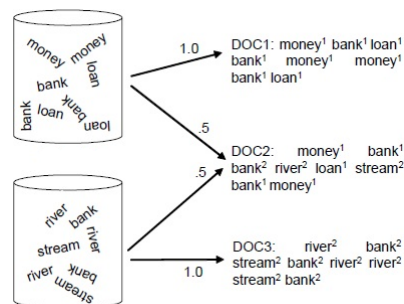 money money
bank loan
bank loan bank loan
river bank
stream river
river bank
stream
1.0
.5
.5
1.0
DOC1: money¹ bank¹ loan¹
bank¹ money¹ money¹
bank¹ loan¹
DOC2: money¹ bank¹
bank² river² loan¹ stream²
bank¹ money¹
DOC3: river² bank²
stream² bank² river² river²
stream² bank²